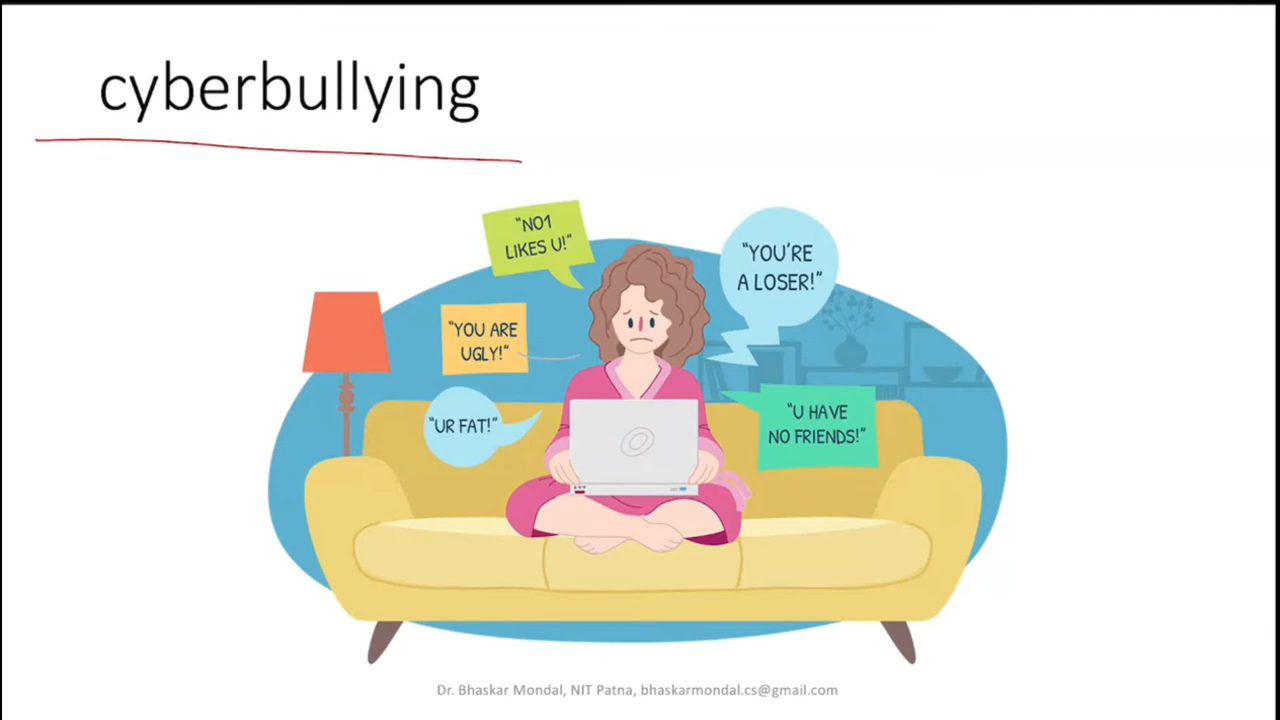 cyberbullying
"NO1
LIKES U!"
"YOU'RE
A LOSER!"
"YOU ARE
UGLY!"
"UR FAT!"
"U HAVE
NO FRIENDS!"
Dr. Bhaskar Mondal, NIT Patna, bhaskarmondal.cs@gmail.com